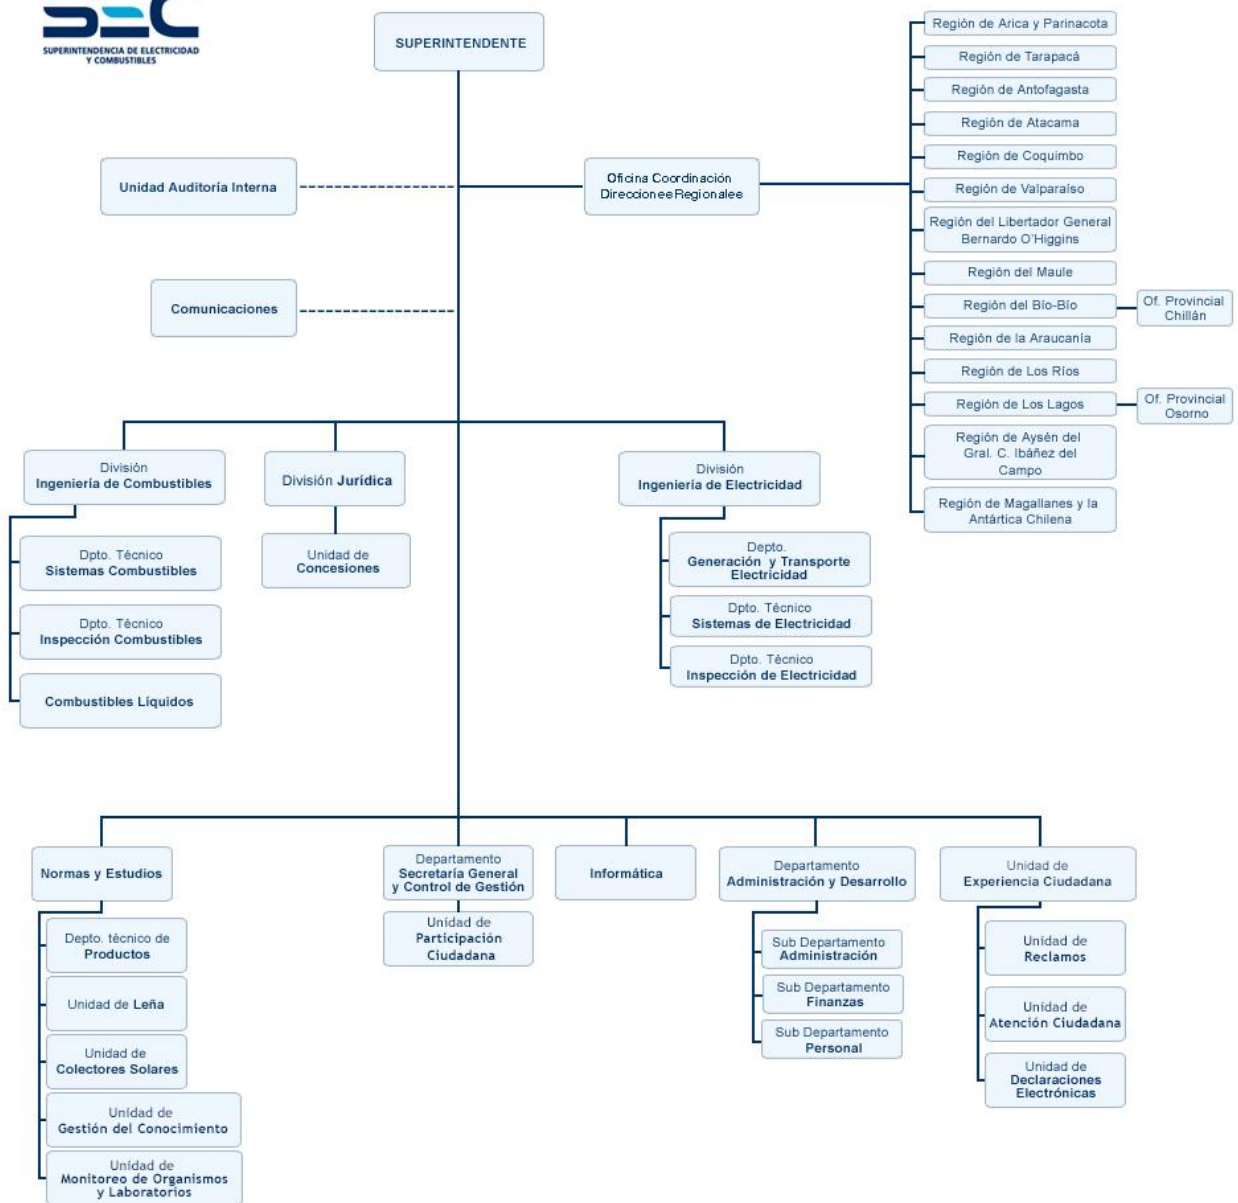 SEC
SUPERINTENDENCIA DE ELECTRICIDAD
Y COMBUSTIBLES
SUPERINTENDENTE
Unidad Auditoría Interna
Oficina Coordinación
DireccioneeRegionalee
Comunicaciones
Región de Arica y Parinacota
Región de Tarapacá
Región de Antofagasta
Región de Atacama
Región de Coquimbo
Región de Valparaíso
Región del Libertador General
Bernardo O'Higgins
Región del Maule
Región del Bío-Bío
Of. Provincial
Chillán
Región de la Araucanía
Región de Los Ríos
Región de Los Lagos
Of. Provincial
Osorno
Región de Aysén del
Gral. C. Ibáñez del
Campo
Región de Magallanes y la
Antártica Chilena
División
Ingeniería de Combustibles
Dpto. Técnico
Sistemas Combustibles
Dpto. Técnico
Inspección Combustibles
Combustibles Líquidos
División Jurídica
Unidad de
Concesiones
División
Ingeniería de Electricidad
Depto.
Generación y Transporte
Electricidad
Dpto. Técnico
Sistemas de Electricidad
Dpto. Técnico
Inspección de Electricidad
Normas y Estudios
Depto. técnico de
Productos
Unidad de Leña
Unidad de
Colectores Solares
Unidad de
Gestión del Conocimiento
Unidad de
Monitoreo de Organismos
y Laboratorios
Departamento
Secretaría General
y Control de Gestión
Unidad de
Participación
Ciudadana
Informática
Departamento
Administración y Desarrollo
Sub Departamento
Administración
Sub Departamento
Finanzas
Sub Departamento
Personal
Unidad de
Experiencia Ciudadana
Unidad de
Reclamos
Unidad de
Atención Ciudadana
Unidad de
Declaraciones
Electrónicas